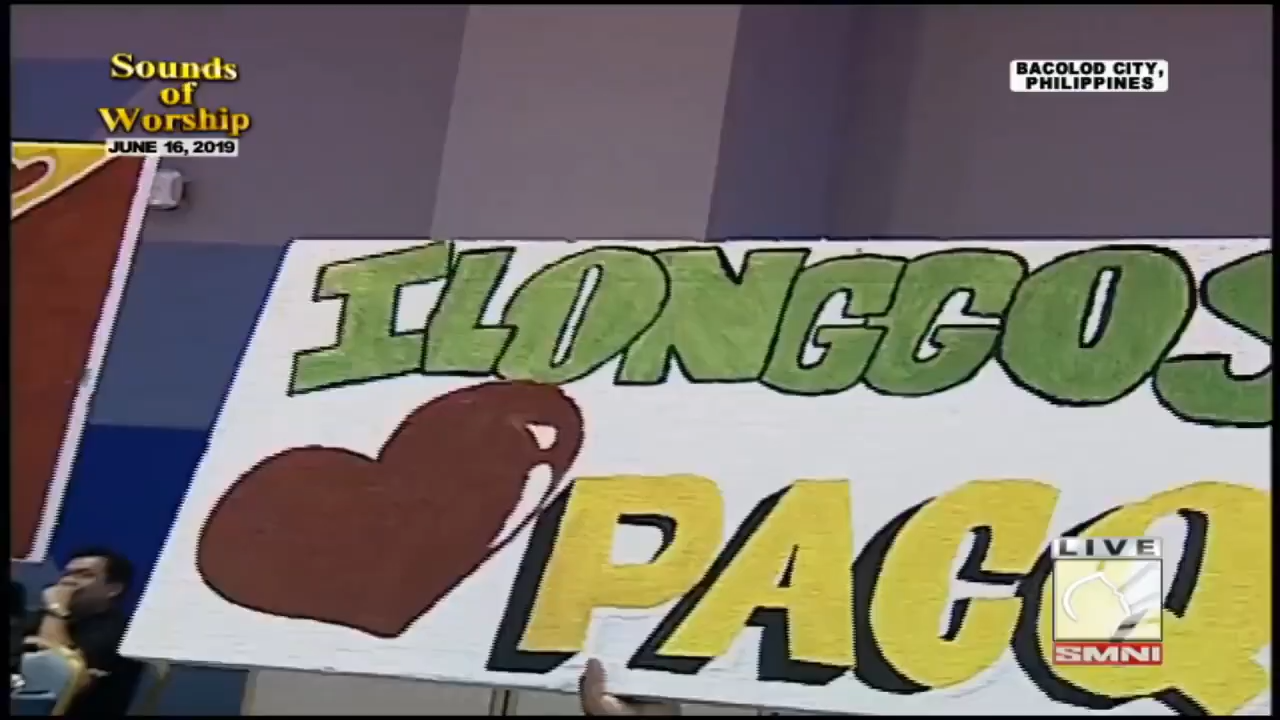 Sounds
of
Worship
JUNE 16, 2019
BACOLOD CITY,
PHILIPPINES
ILONGGOS
PACQ
LIVE
SMNI